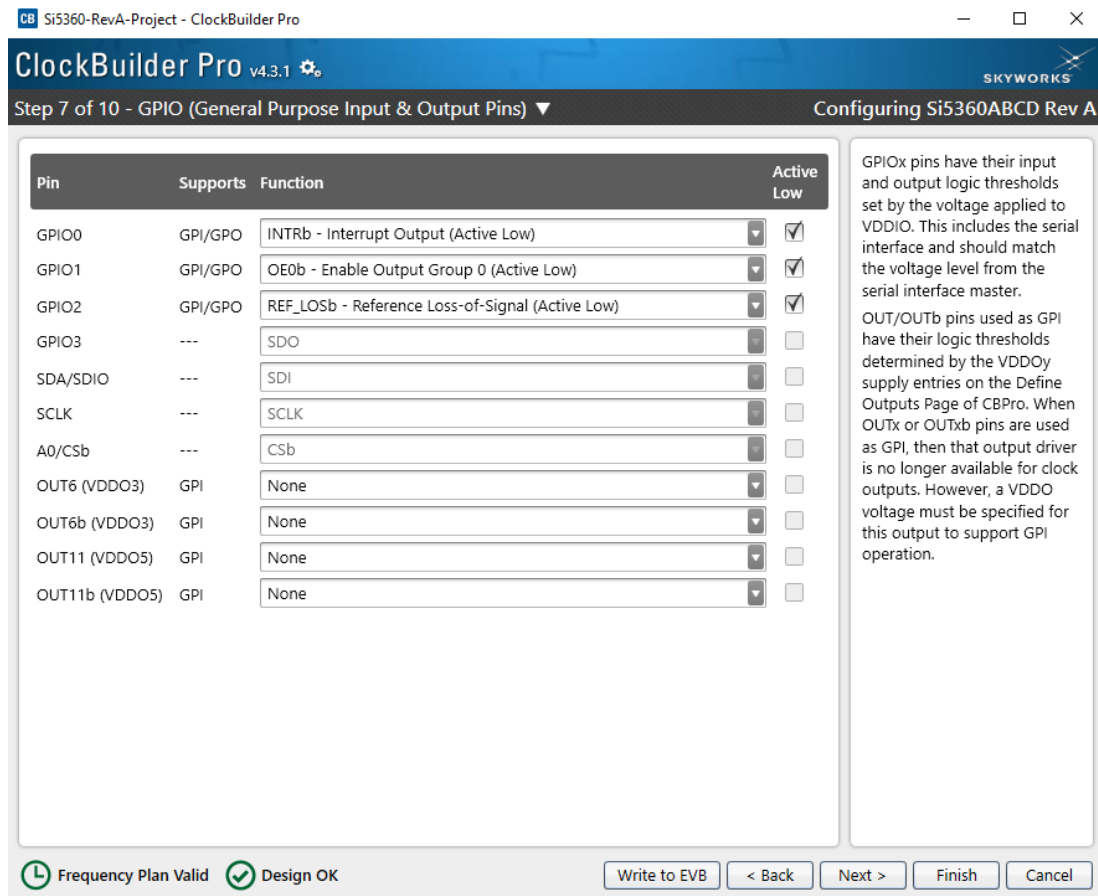 CB Si5360-RevA-Project - ClockBuilder Pro
ClockBuilder Pro v4.3.1
SKYWORKS
Step 7 of 10 - GPIO (General Purpose Input & Output Pins) ▼ Configuring Si5360ABCD Rev A
Pin Supports Function Active Low
GPIO0 GPI/GPO INTRb - Interrupt Output (Active Low)
GPIO1 GPI/GPO OE0b - Enable Output Group 0 (Active Low)
GPIO2 GPI/GPO REF_LOSb - Reference Loss-of-Signal (Active Low)
GPIO3 --- SDO
SDA/SDIO --- SDI
SCLK --- SCLK
A0/CSb --- CSb
OUT6 (VDDO3) GPI None
OUT6b (VDDO3) GPI None
OUT11 (VDDO5) GPI None
OUT11b (VDDO5) GPI None
GPIOx pins have their input
and output logic thresholds
set by the voltage applied to
VDDIO. This includes the serial
interface and should match
the voltage level from the
serial interface master.
OUT/OUTb pins used as GPI
have their logic thresholds
determined by the VDDOy
supply entries on the Define
Outputs Page of CBPro. When
OUTx or OUTxb pins are used
as GPI, then that output driver
is no longer available for clock
outputs. However, a VDDO
voltage must be specified for
this output to support GPI
operation.
Frequency Plan Valid Design OK Write to EVB < Back Next > Finish Cancel